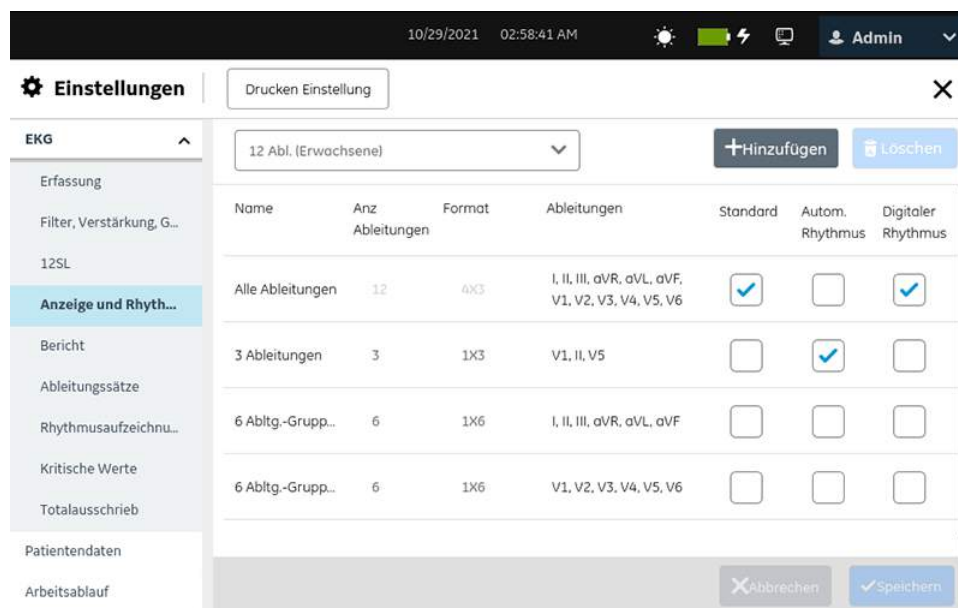 10/29/2021 02:58:41 AM Admin
Einstellungen Drucken Einstellung
EKG
12 Abl. (Erwachsene) Hinzufügen Löschen
Erfassung
Filter, Verstärkung, G...
12SL
Anzeige und Rhyth...
Bericht
Ableitungssätze
Rhythmusaufzeichnu...
Kritische Werte
Totalausschrieb
Patientendaten
Arbeitsablauf
Name Anz Ableitungen Format Ableitungen Standard Autom. Rhythmus Digitaler Rhythmus
Alle Ableitungen 12 4X3 I, II, III, aVR, aVL, aVF,
V1, V2, V3, V4, V5, V6
3 Ableitungen 3 1X3 V1, II, V5
6 Abltg.-Grupp... 6 1X6 I, II, III, aVR, aVL, aVF
6 Abltg.-Grupp... 6 1X6 V1, V2, V3, V4, V5, V6
Abbrechen Speichern